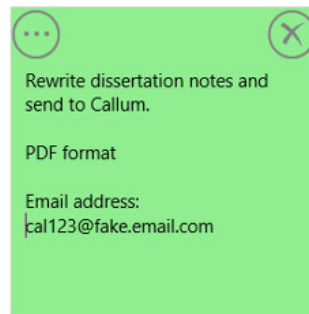 Rewrite dissertation notes and
send to Callum.
PDF format
Email address:
cal123@fake.email.com